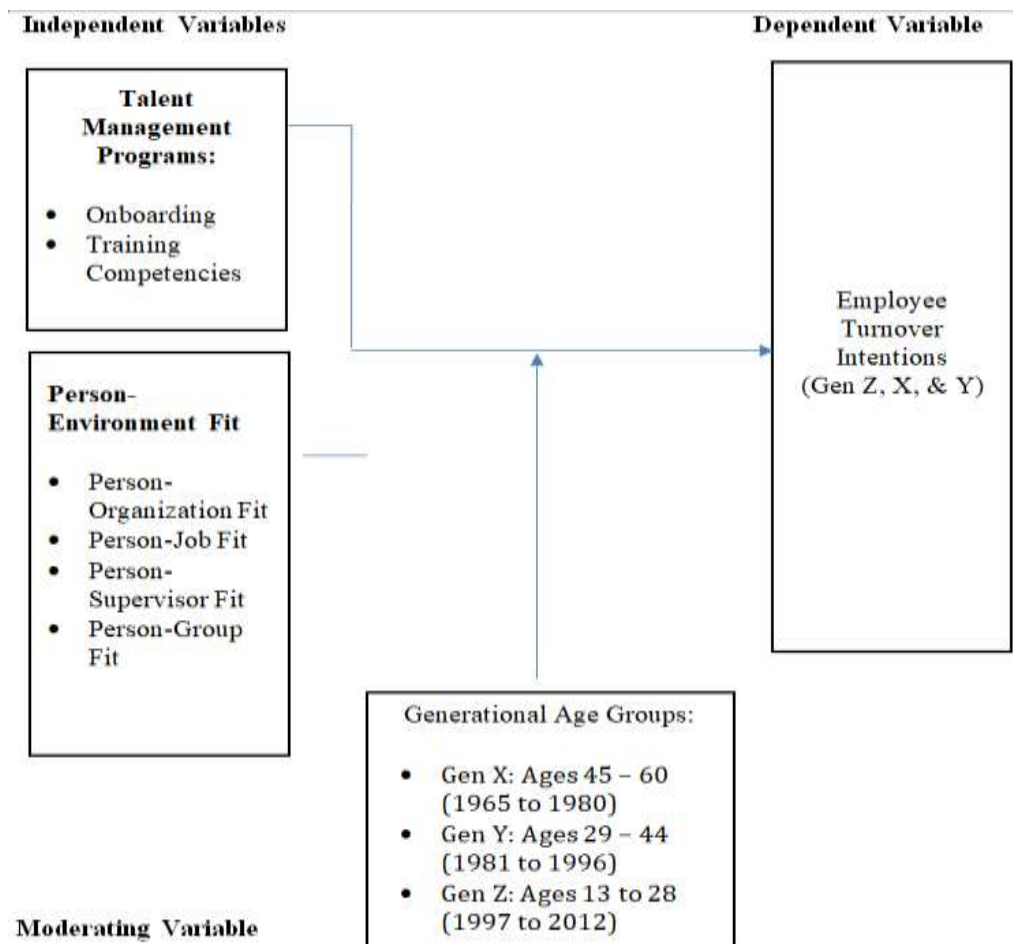 Independent Variables
Dependent Variable
Talent
Management
Programs:
• Onboarding
• Training
Competencies
Person-
Environment Fit
• Person-
Organization Fit
• Person-Job Fit
• Person-
Supervisor Fit
• Person-Group
Fit
Employee
Turnover
Intentions
(Gen Z, X, & Y)
Generational Age Groups:
• Gen X: Ages 45 – 60
(1965 to 1980)
• Gen Y: Ages 29 – 44
(1981 to 1996)
• Gen Z: Ages 13 to 28
(1997 to 2012)
Moderating Variable